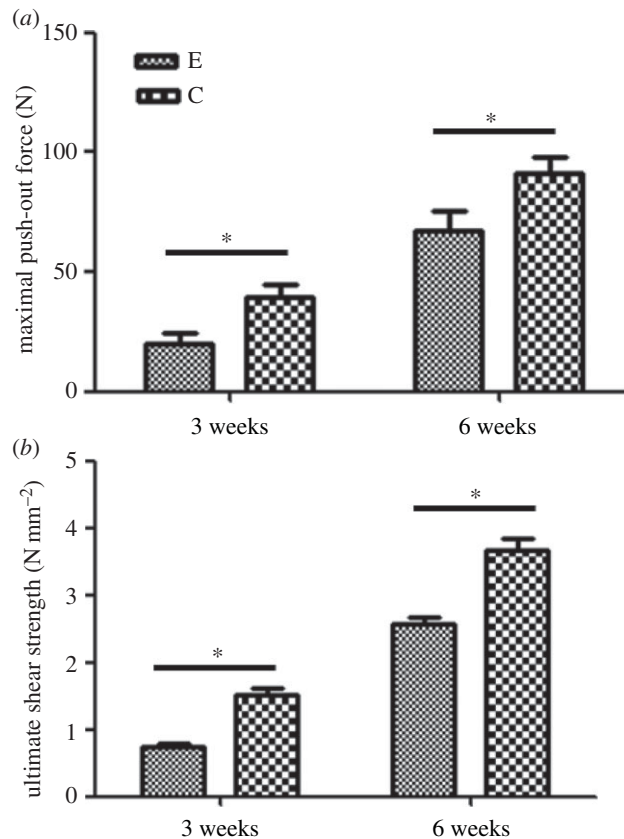 (a)
150
100
50
0
maximal push-out force (N)
E
C
*
*
3 weeks
6 weeks
(b)
5
4
3
2
1
0
ultimate shear strength (N mm⁻²)
*
*
3 weeks
6 weeks